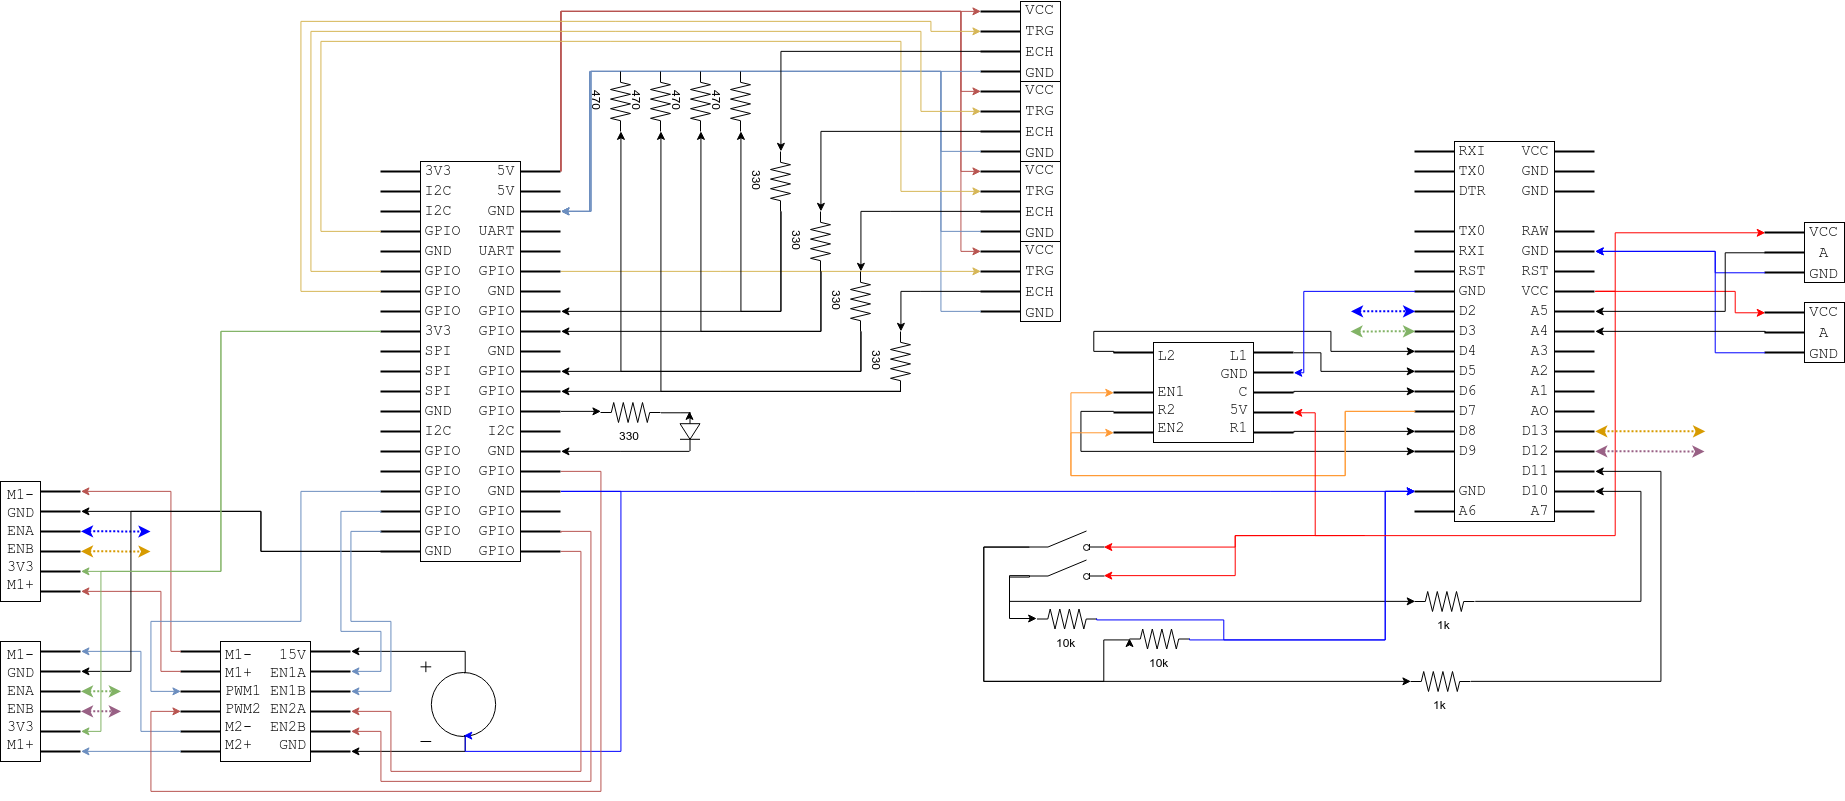 VCC
TRG
ECH
GND
VCC
TRG
ECH
GND
VCC
TRG
ECH
GND
VCC
TRG
ECH
GND
470
470
470
330
330
330
330
3V3 5V
I2C 5V
I2C GND
GPIO UART
GND UART
GPIO GPIO
GPIO GND
GPIO GPIO
3V3 GPIO
SPI GND
SPI GPIO
SPI GPIO
GND GPIO
I2C I2C
GPIO GND
GPIO GPIO
GPIO GND
GPIO GPIO
GPIO GPIO
GND GPIO
330
RXI VCC
TX0 GND
DTR GND
TX0 RAW
RXI GND
RST RST
GND VCC
D2 A5
D3 A4
D4 A3
D5 A2
D6 A1
D7 A0
D8 D13
D9 D12
D11
GND D10
A6 A7
VCC
A
GND
VCC
A
GND
L2 L1
GND
EN1 C
R2 5V
EN2 R1
M1-
GND
ENA
ENB
3V3
M1+
M1-
GND
ENA
ENB
3V3
M1+
M1- 15V
M1+ EN1A
PWM1 EN1B
PWM2 EN2A
M2- EN2B
M2+ GND
+
−
1k
10k
10k
1k